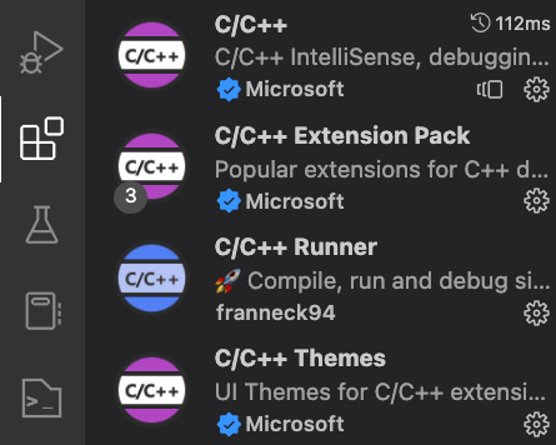 C/C++
C/C++
112ms
C/C++ IntelliSense, debuggin...
Microsoft
C/C++
3
C/C++ Extension Pack
Popular extensions for C++ d...
Microsoft
C/C++
C/C++ Runner
🚀 Compile, run and debug si...
franneck94
C/C++
C/C++ Themes
UI Themes for C/C++ extensi...
Microsoft